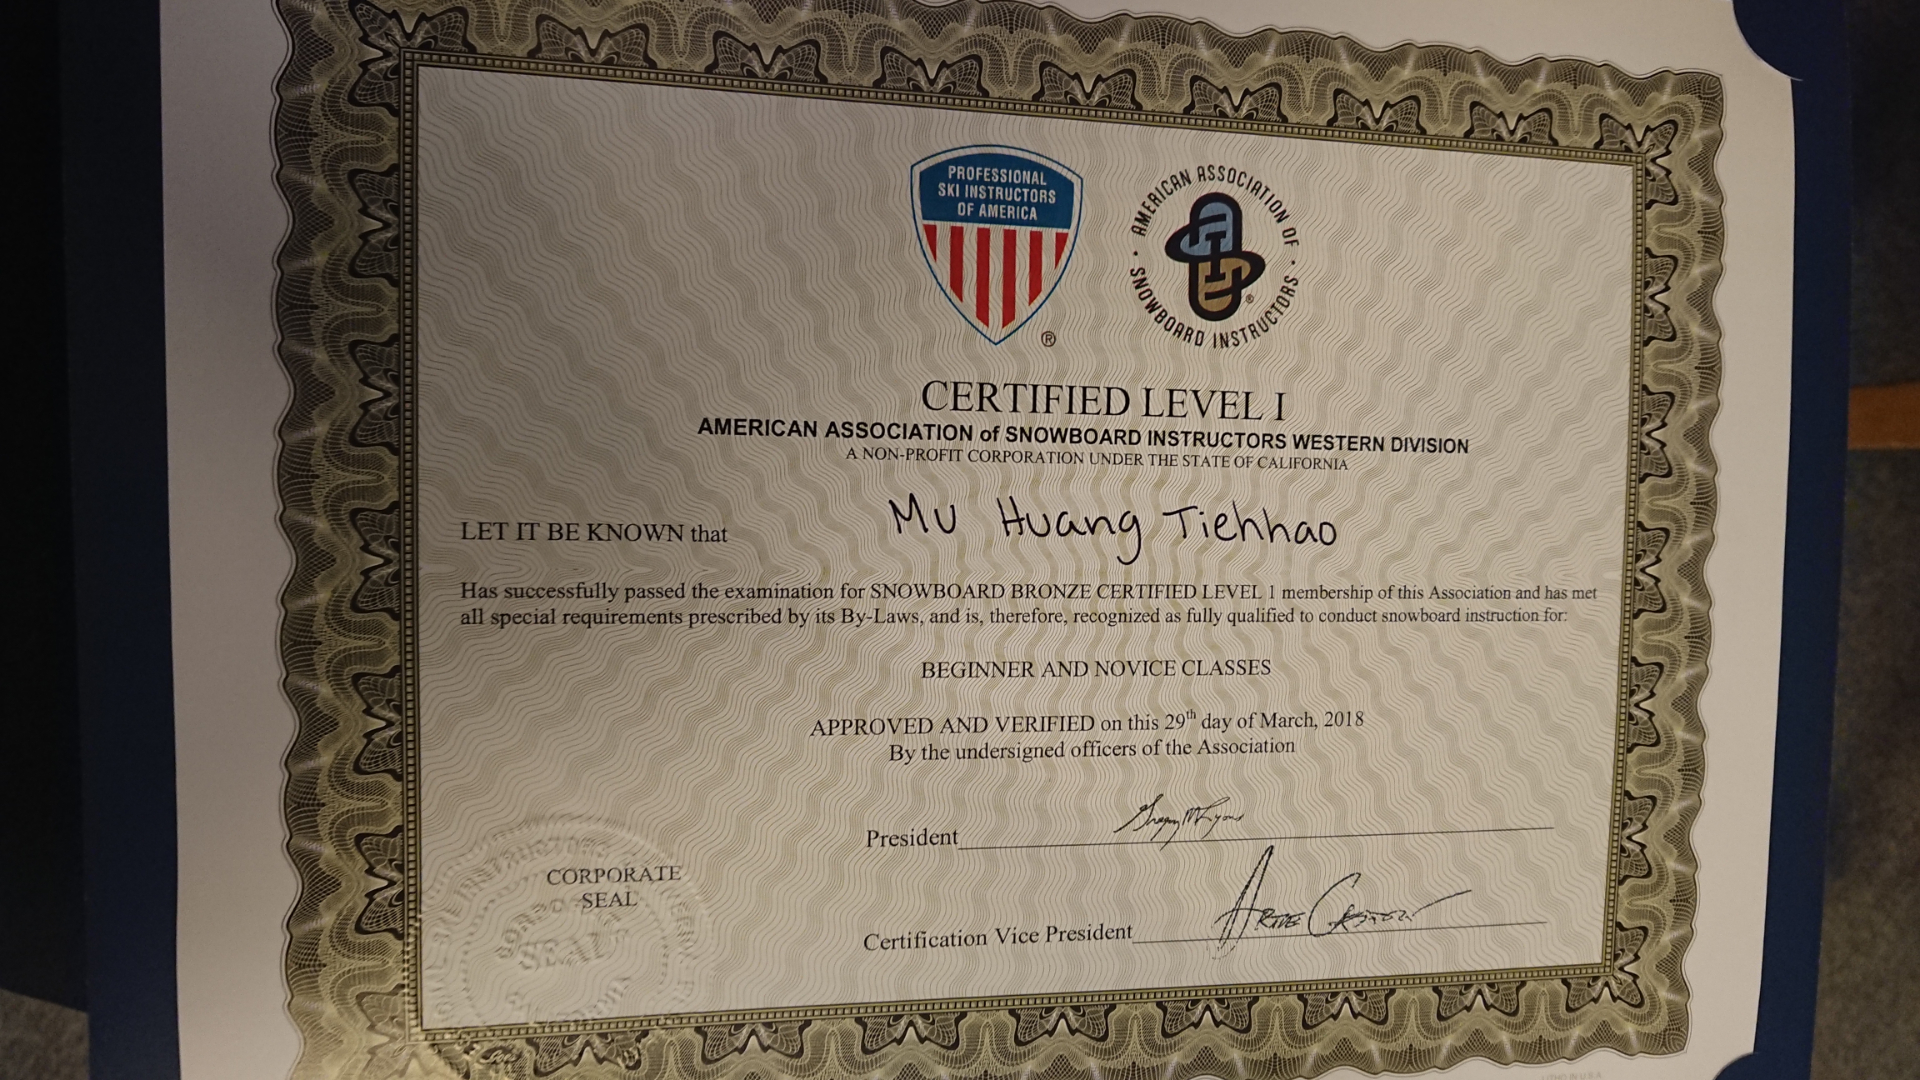 PROFESSIONAL
SKI INSTRUCTORS
OF AMERICA
®
AMERICAN ASSOCIATION OF
SNOWBOARD INSTRUCTORS
®
CERTIFIED LEVEL I
AMERICAN ASSOCIATION of SNOWBOARD INSTRUCTORS WESTERN DIVISION
A NON-PROFIT CORPORATION UNDER THE STATE OF CALIFORNIA
LET IT BE KNOWN that Mu Huang Tiehhao
Has successfully passed the examination for SNOWBOARD BRONZE CERTIFIED LEVEL 1 membership of this Association and has met
all special requirements prescribed by its By-Laws, and is, therefore, recognized as fully qualified to conduct snowboard instruction for:
BEGINNER AND NOVICE CLASSES
APPROVED AND VERIFIED on this 29th day of March, 2018
By the undersigned officers of the Association
President
CORPORATE
SEAL
SEAL
Certification Vice President